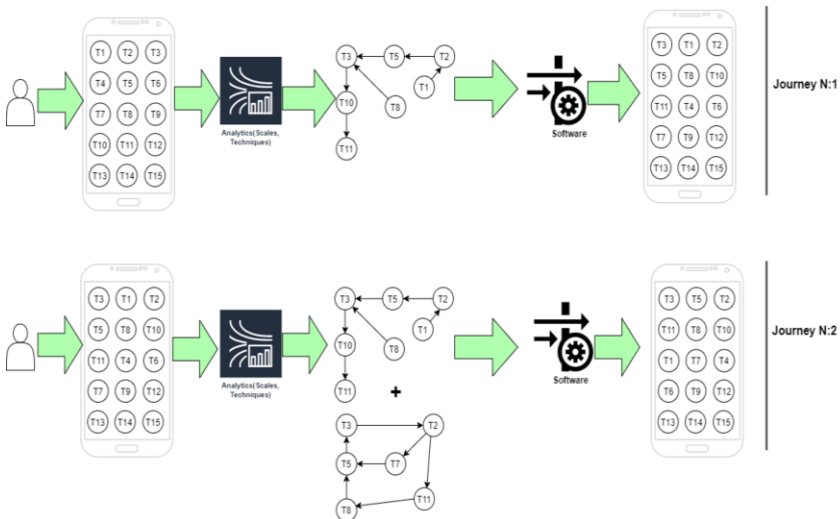 T1 T2 T3
T4 T5 T6
T7 T8 T9
T10 T11 T12
T13 T14 T15
Analytics(Scales,
Techniques)
T3 T5 T2
T1
T10 T8
T11
Software
T3 T1 T2
T5 T8 T10
T11 T4 T6
T7 T9 T12
T13 T14 T15
Journey N:1
T3 T1 T2
T5 T8 T10
T11 T4 T6
T7 T9 T12
T13 T14 T15
Analytics(Scales,
Techniques)
T3 T5 T2
T1
T10 T8
T11
+
T3 T2
T5 T7
T11
T8
Software
T3 T5 T2
T11 T8 T10
T1 T7 T4
T6 T9 T12
T13 T14 T15
Journey N:2